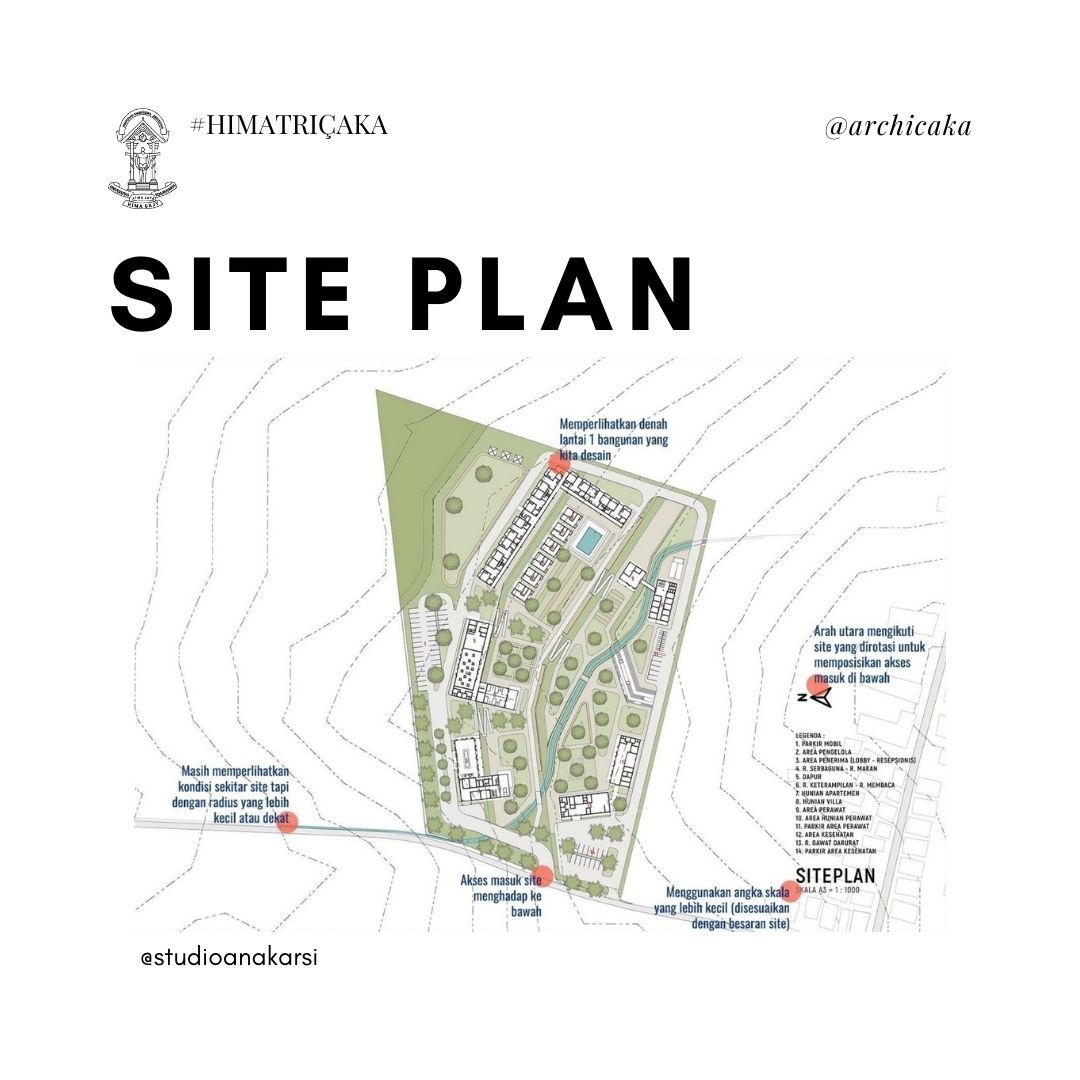 #HIMATRIÇAKA
@archicaka
HIMA UAJY
SITE PLAN
Memperlihatkan denah
lantai 1 bangunan yang
kita desain
Arah utara mengikuti
site yang dirotasi untuk
memposisikan akses
masuk di bawah
N
LEGENDA :
1. PARKIR MOBIL
2. AREA PENGELOLA
3. AREA PENERIMA (LOBBY - RESEPSIONIS)
4. R. SERBAGUNA - R. MAKAN
5. DAPUR
6. R. KETERAMPILAN - R. MEMBACA
7. HUNIAN APARTEMEN
8. HUNIAN VILLA
9. AREA PERAWAT
10. AREA HUNIAN PERAWAT
11. PARKIR AREA PERAWAT
12. AREA KESEHATAN
13. R. GAWAT DARURAT
14. PARKIR AREA KESEHATAN
SITEPLAN
SKALA A3 = 1 : 1000
Masih memperlihatkan
kondisi sekitar site tapi
dengan radius yang lebih
kecil atau dekat
Akses masuk site
menghadap ke
bawah
Menggunakan angka skala
yang lebih kecil (disesuaikan
dengan besaran site)
@studioanakarsi